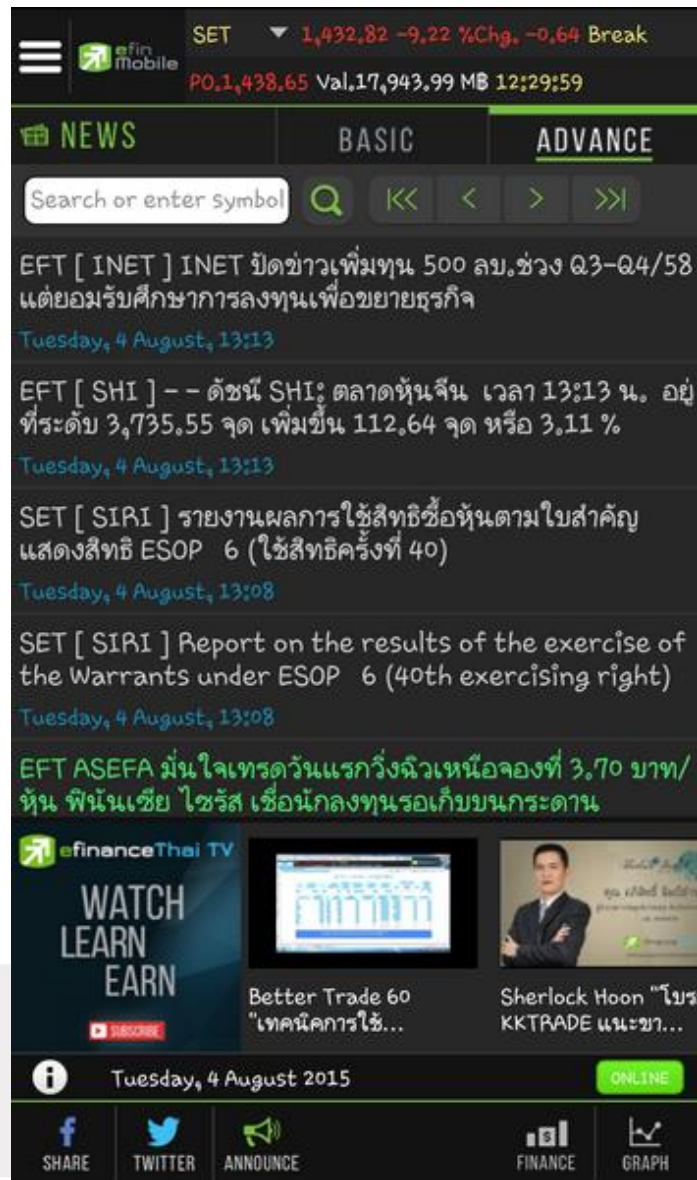 SET ▼ 1,432.82 -9.22 %Chg. -0.64 Break
efin mobile
PO.1,438.65 Val.17,943.99 M฿ 12:29:59
NEWS BASIC ADVANCE
Search or enter symbol
EFT [ INET ] INET ปัดข่าวเพิ่มทุน 500 ลบ.ช่วง Q3-Q4/58
แต่ยอมรับศึกษาการลงทุนเพื่อขยายธุรกิจ
Tuesday, 4 August, 13:13
EFT [ SHI ] - - ดัชนี SHI: ตลาดหุ้นจีน เวลา 13:13 น. อยู่
ที่ระดับ 3,735.55 จุด เพิ่มขึ้น 112.64 จุด หรือ 3.11 %
Tuesday, 4 August, 13:13
SET [ SIRI ] รายงานผลการใช้สิทธิซื้อหุ้นตามใบสำคัญ
แสดงสิทธิ ESOP 6 (ใช้สิทธิครั้งที่ 40)
Tuesday, 4 August, 13:08
SET [ SIRI ] Report on the results of the exercise of
the Warrants under ESOP 6 (40th exercising right)
Tuesday, 4 August, 13:08
EFT ASEFA มั่นใจเทรดวันแรกวิ่งฉิวเหนือจองที่ 3.70 บาท/
หุ้น ฟินันเซีย ไซรัส เชื่อนักลงทุนรอเก็บบนกระดาน
efinanceThai TV
WATCH
LEARN
EARN
SUBSCRIBE
Better Trade 60
"เทคนิคการใช้...
Sherlock Hoon "โบร
KKTRADE แนะขา...
Tuesday, 4 August 2015 ONLINE
SHARE TWITTER ANNOUNCE FINANCE GRAPH